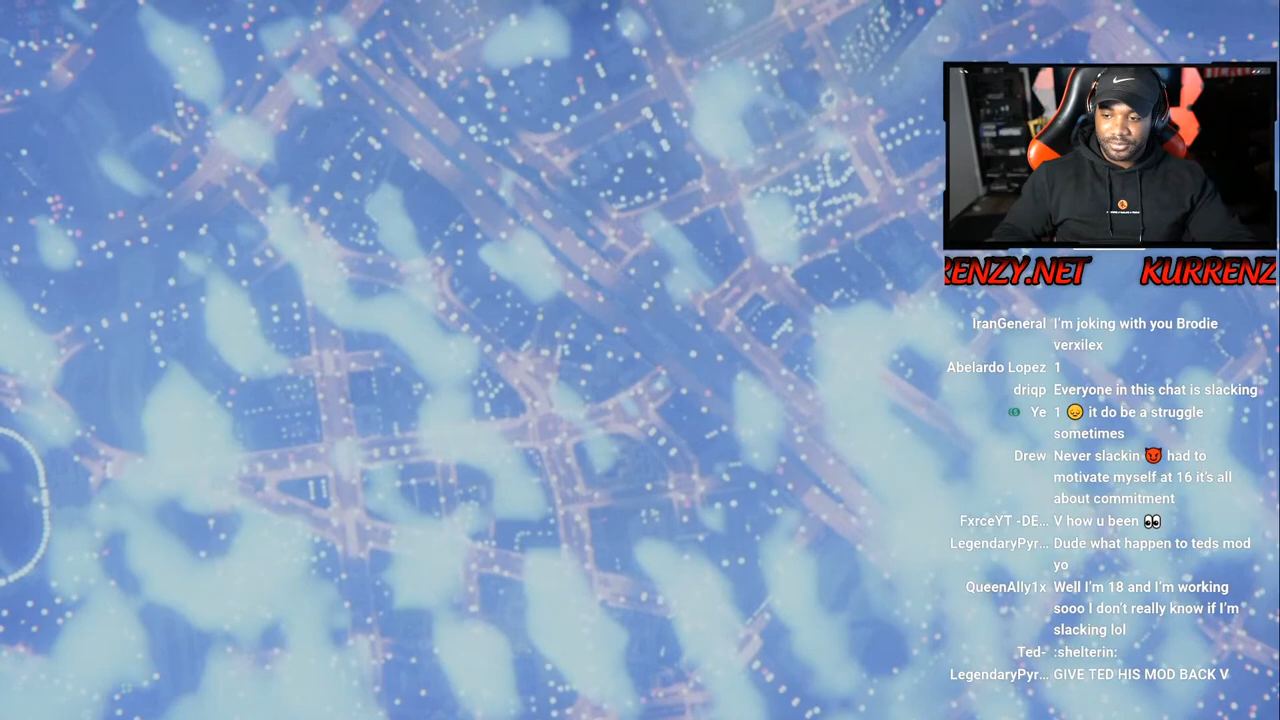 RENZY.NET KURRENZ
IranGeneral I'm joking with you Brodie
verxilex
Abelardo Lopez 1
driqp Everyone in this chat is slacking
Ye 1 😔 it do be a struggle
sometimes
Drew Never slackin 😈 had to
motivate myself at 16 it's all
about commitment
FxrceYT -DE... V how u been 👀
LegendaryPyr... Dude what happen to teds mod
yo
QueenAlly1x Well I'm 18 and I'm working
sooo I don't really know if I'm
slacking lol
Ted- :shelterin:
LegendaryPyr... GIVE TED HIS MOD BACK V